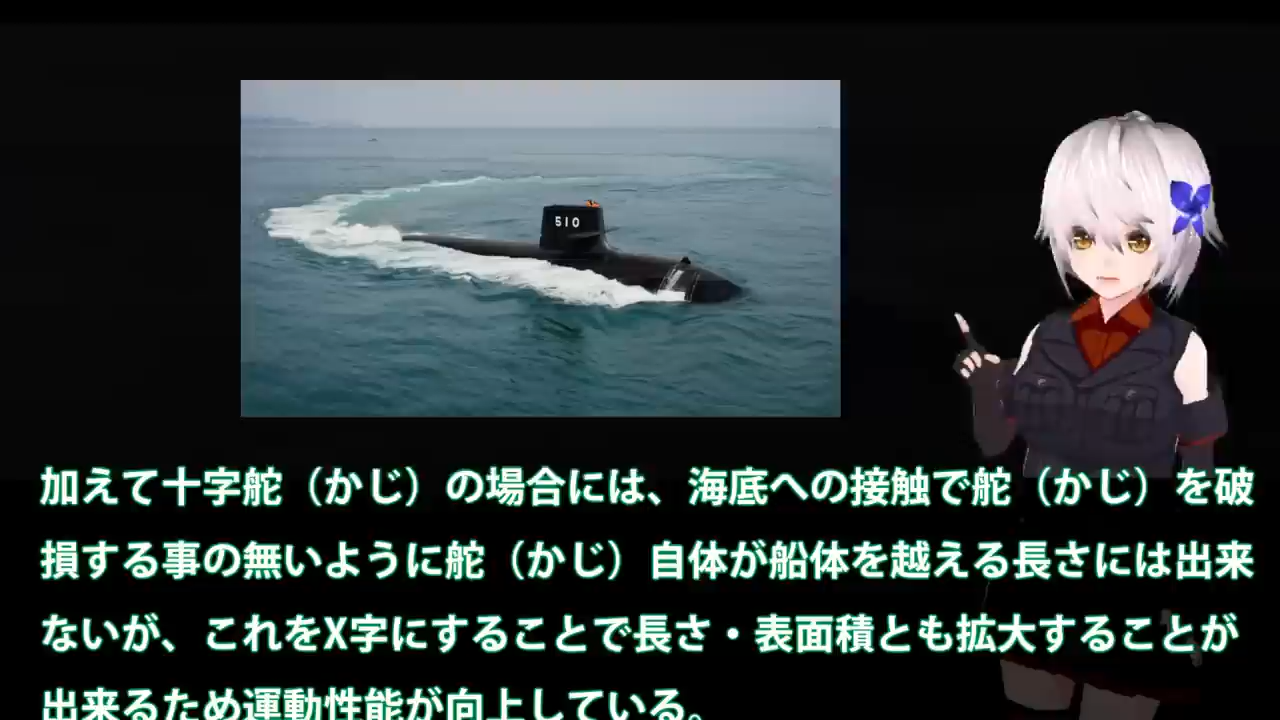 510
加えて十字舵（かじ）の場合には、海底への接触で舵（かじ）を破
損する事の無いように舵（かじ）自体が船体を越える長さには出来
ないが、これをX字にすることで長さ・表面積とも拡大することが
出来るため運動性能が向上している。